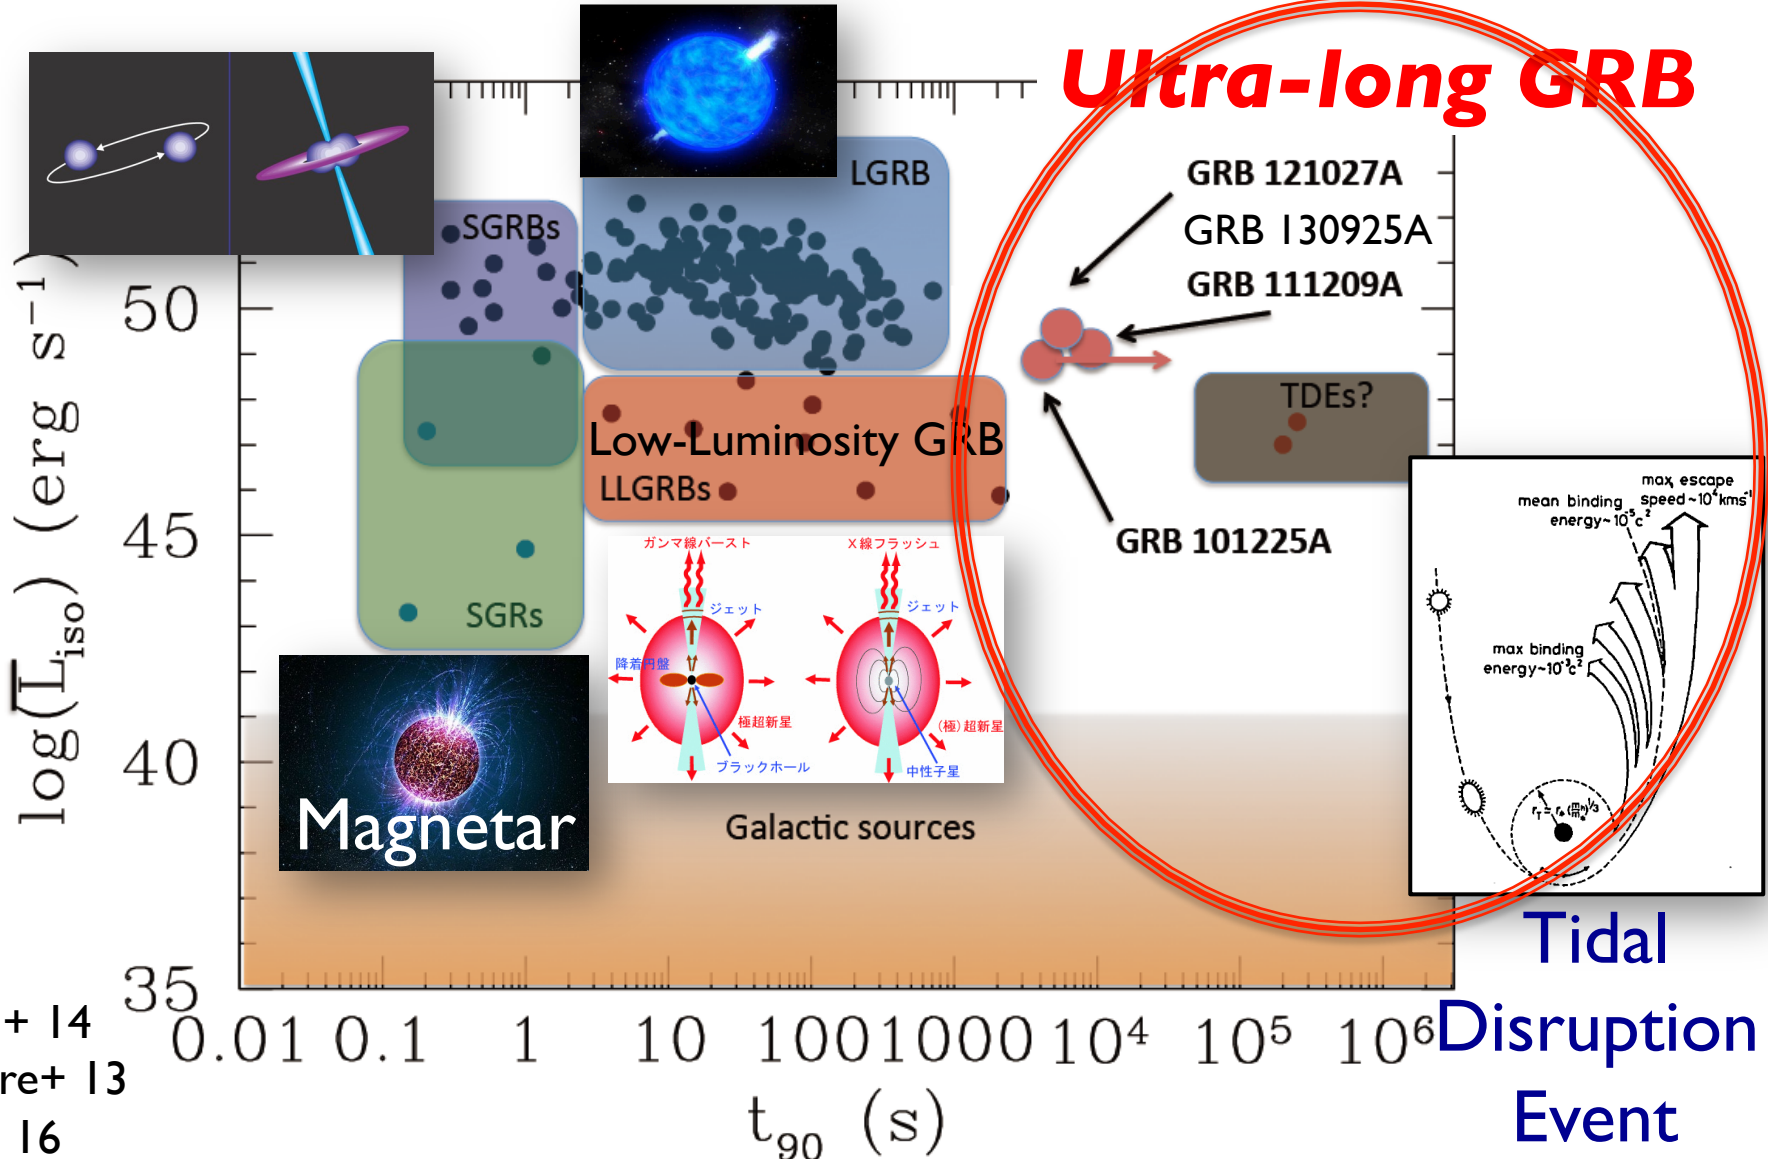 Ultra-long GRB
LGRB
GRB 121027A
SGRBs
GRB 130925A
GRB 111209A
50
TDEs?
Low-Luminosity GRB
LLGRBs
max escape
speed~10⁴kms⁻¹
mean binding
energy~10⁻⁵c²
45
GRB 101225A
ガンマ線バースト
X線フラッシュ
ジェット
ジェット
SGRs
max binding
energy~10⁻³c²
降着円盤
極超新星
(極)超新星
ブラックホール
中性子星
40
Magnetar
Galactic sources
log(L̅iso) (erg s⁻¹)
Tidal
Disruption
Event
35
0.01 0.1 1 10 100 1000 10⁴ 10⁵ 10⁶
t90 (s)
+ 14
re+ 13
16